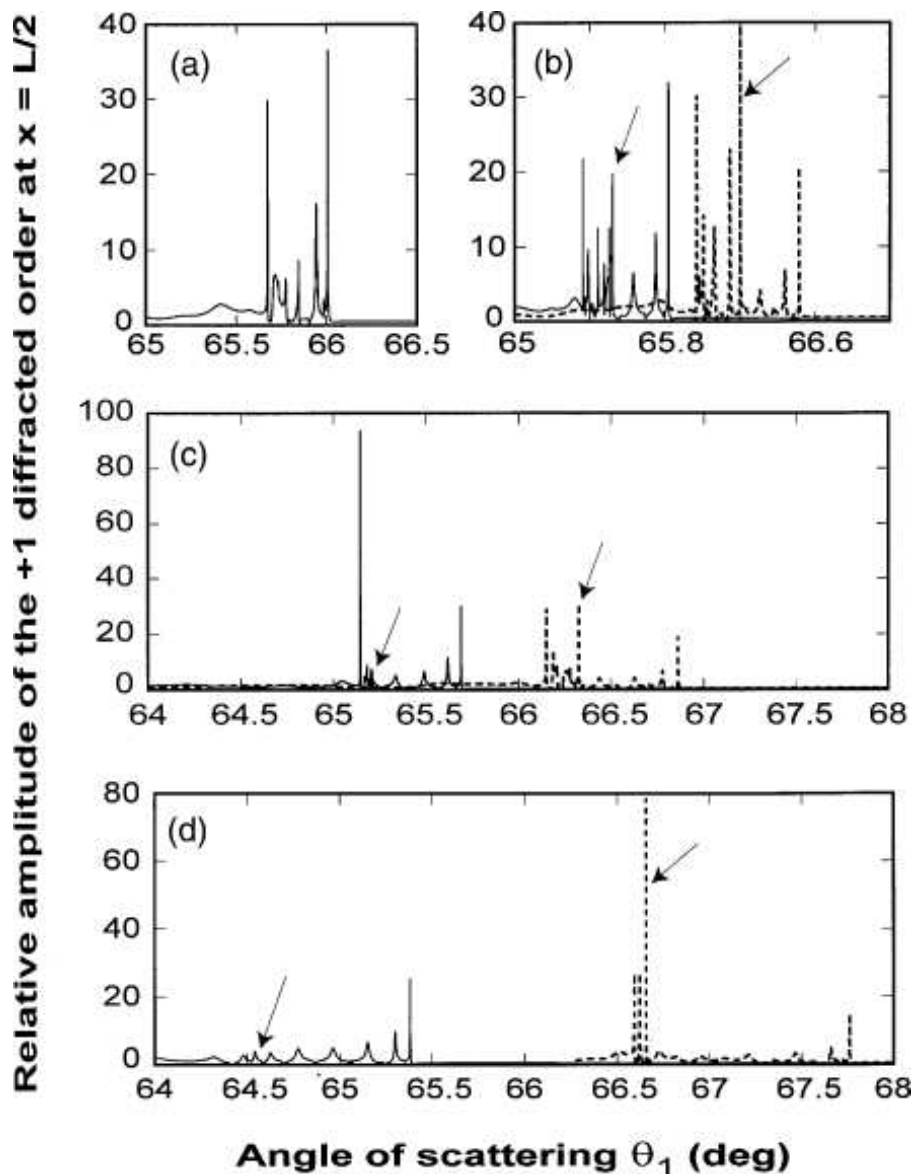 Relative amplitude of the +1 diffracted order at x = L/2
(a)
40
30
20
10
0
65 65.5 66 66.5
(b)
40
30
20
10
0
65 65.8 66.6
(c)
100
80
60
40
20
0
64 64.5 65 65.5 66 66.5 67 67.5 68
(d)
80
60
40
20
0
64 64.5 65 65.5 66 66.5 67 67.5 68
Angle of scattering θ1 (deg)